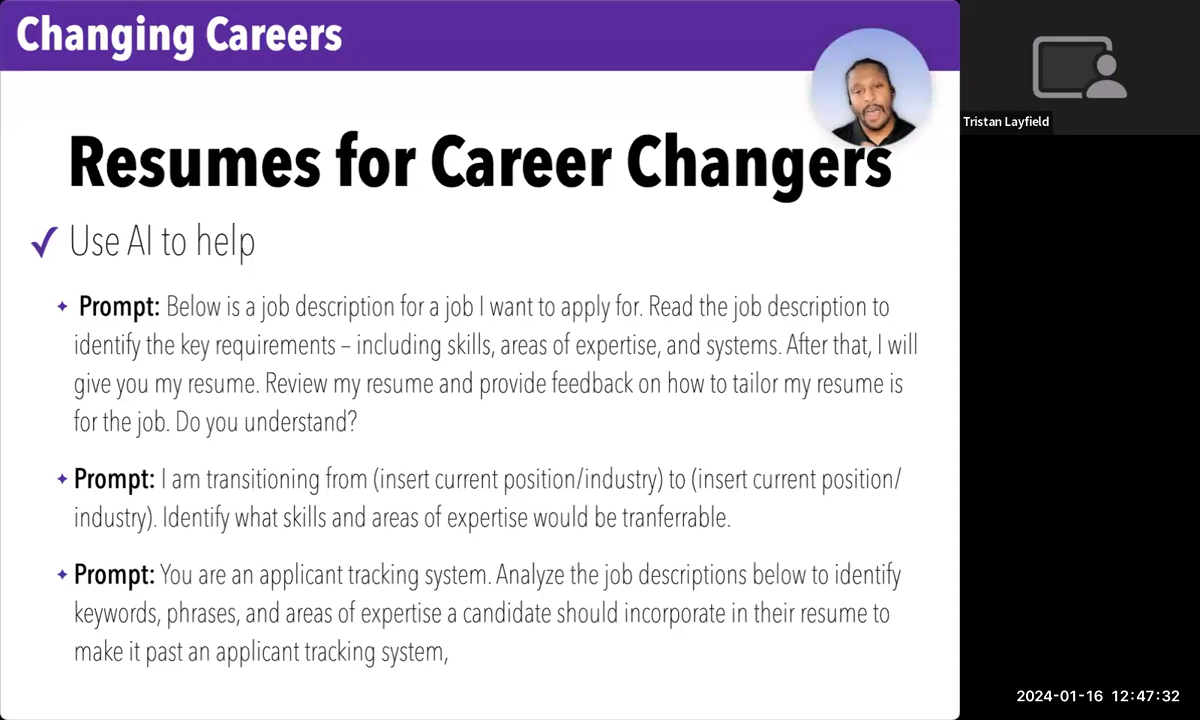 Changing Careers
Tristan Layfield
Resumes for Career Changers
Use AI to help
Prompt: Below is a job description for a job I want to apply for. Read the job description to
identify the key requirements – including skills, areas of expertise, and systems. After that, I will
give you my resume. Review my resume and provide feedback on how to tailor my resume is
for the job. Do you understand?
Prompt: I am transitioning from (insert current position/industry) to (insert current position/
industry). Identify what skills and areas of expertise would be tranferrable.
Prompt: You are an applicant tracking system. Analyze the job descriptions below to identify
keywords, phrases, and areas of expertise a candidate should incorporate in their resume to
make it past an applicant tracking system,
2024-01-16 12:47:32